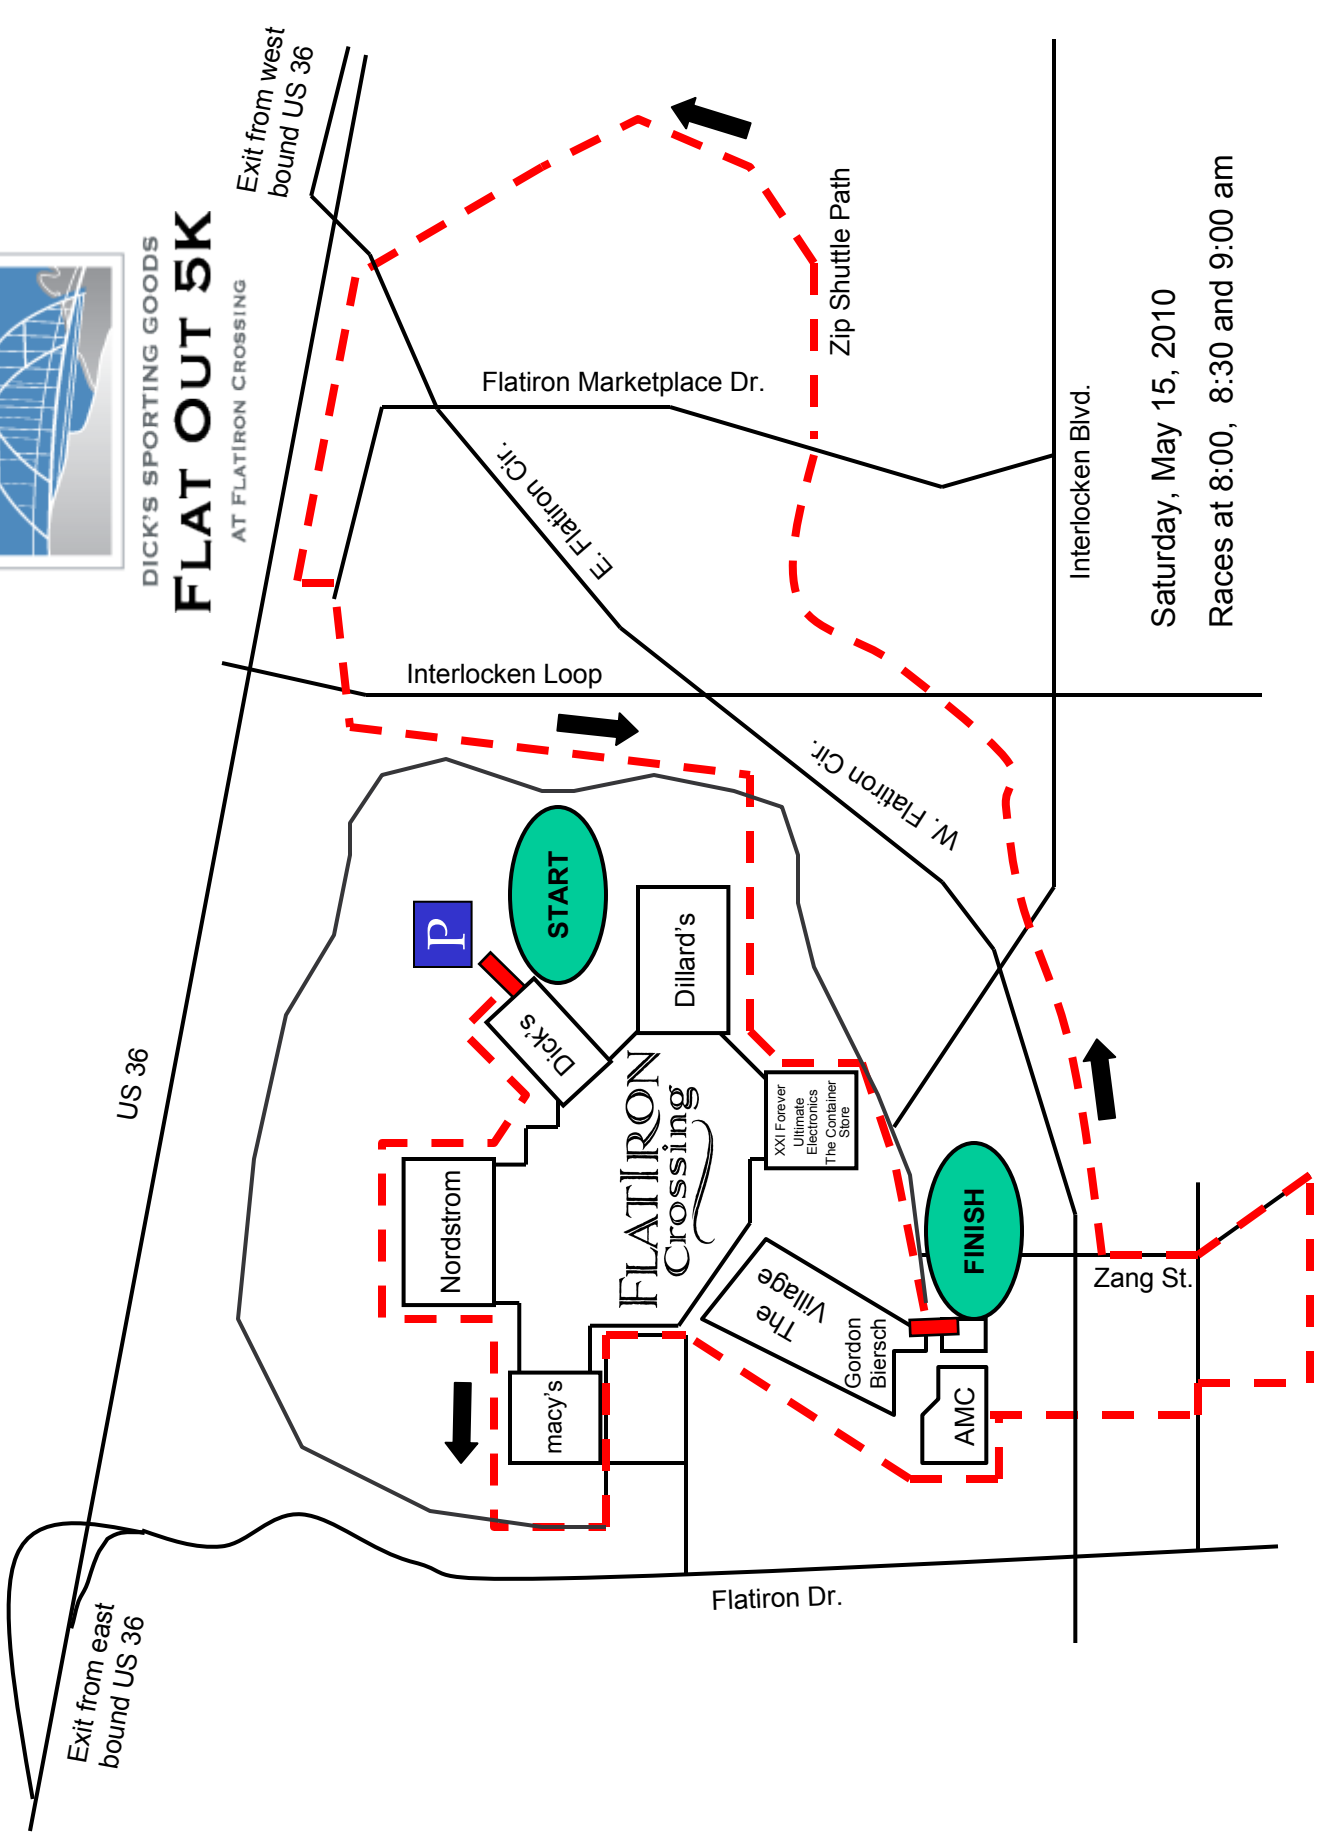 DICK'S SPORTING GOODS
FLAT OUT 5K
AT FLATIRON CROSSING
Exit from west
bound US 36
US 36
Exit from east
bound US 36
Flatiron Marketplace Dr.
E. Flatiron Cir.
Zip Shuttle Path
Interlocken Loop
W. Flatiron Cir.
Interlocken Blvd.
Saturday, May 15, 2010
Races at 8:00, 8:30 and 9:00 am
P
START
Dick's
Dillard's
Nordstrom
FLATIRON
Crossing
XXI Forever
Ultimate
Electronics
The Container
Store
macy's
The
Village
Gordon
Biersch
FINISH
AMC
Zang St.
Flatiron Dr.